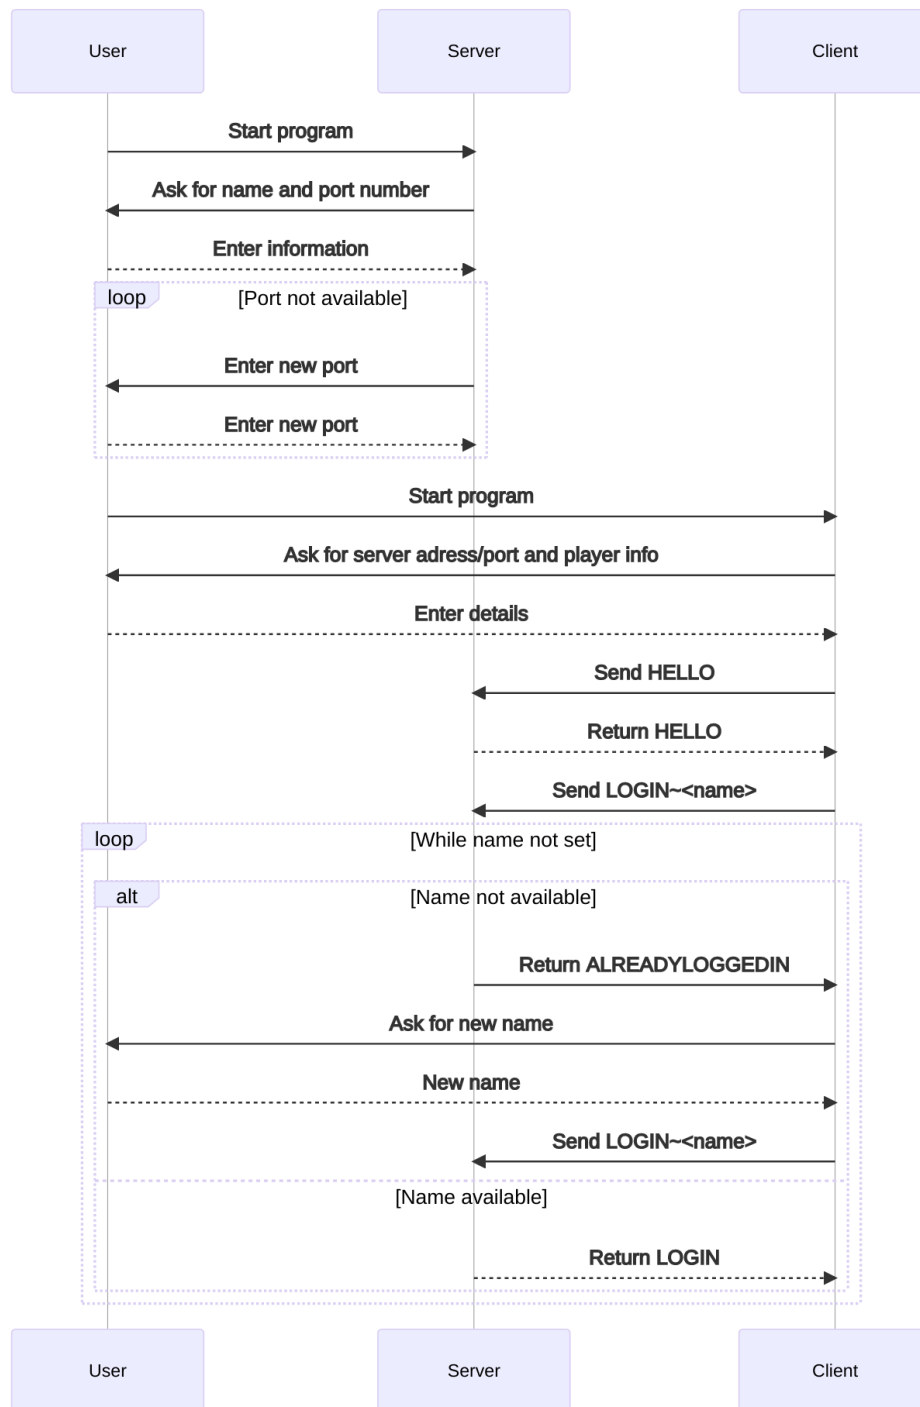 User Server Client
Start program
Ask for name and port number
Enter information
loop [Port not available]
Enter new port
Enter new port
Start program
Ask for server adress/port and player info
Enter details
Send HELLO
Return HELLO
Send LOGIN~<name>
loop [While name not set]
alt [Name not available]
Return ALREADYLOGGEDIN
Ask for new name
New name
Send LOGIN~<name>
[Name available]
Return LOGIN
User Server Client